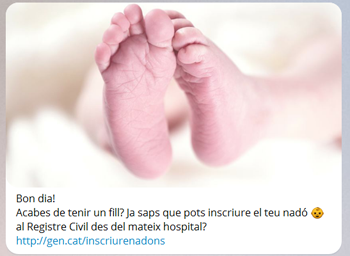 Bon dia!
Acabes de tenir un fill? Ja saps que pots inscriure el teu nadó 👶
al Registre Civil des del mateix hospital?
http://gen.cat/inscriurenadons